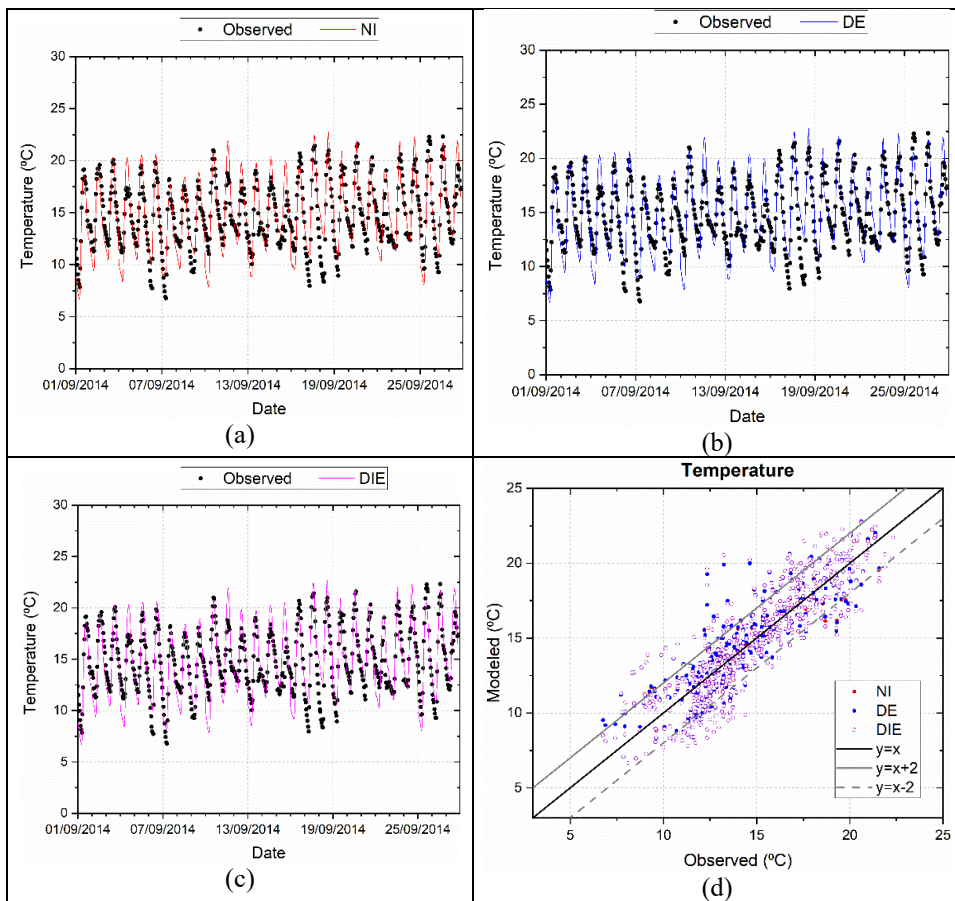 Observed NI
30
25
20
15
10
5
0
Temperature (ºC)
01/09/2014 07/09/2014 13/09/2014 19/09/2014 25/09/2014
Date
(a)
Observed DE
30
25
20
15
10
5
0
Temperature (ºC)
01/09/2014 07/09/2014 13/09/2014 19/09/2014 25/09/2014
Date
(b)
Observed DIE
30
25
20
15
10
5
0
Temperature (ºC)
01/09/2014 07/09/2014 13/09/2014 19/09/2014 25/09/2014
Date
(c)
Temperature
25
20
15
10
5
Modeled (ºC)
NI
DE
DIE
y=x
y=x+2
y=x-2
5 10 15 20 25
Observed (ºC)
(d)